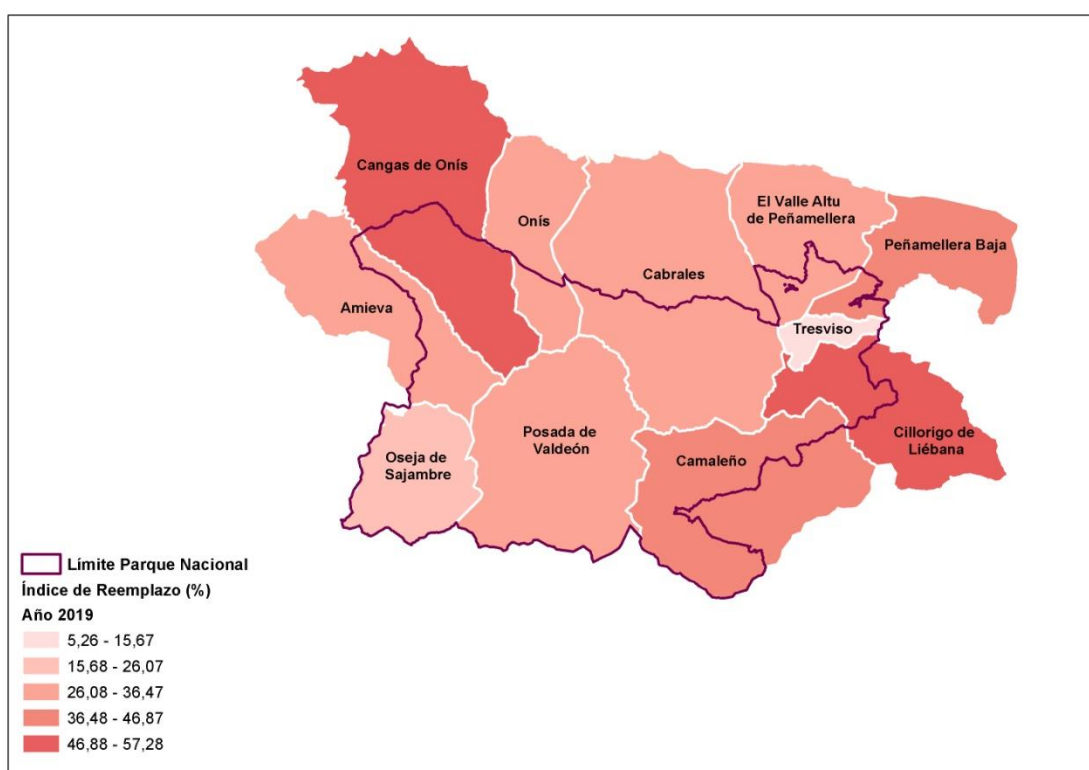 Cangas de Onís
Onís
El Valle Altu
de Peñamellera
Peñamellera Baja
Cabrales
Amieva
Tresviso
Posada de
Valdeón
Oseja de
Sajambre
Camaleño
Cillorigo de
Liébana
Límite Parque Nacional
Índice de Reemplazo (%)
Año 2019
5,26 - 15,67
15,68 - 26,07
26,08 - 36,47
36,48 - 46,87
46,88 - 57,28